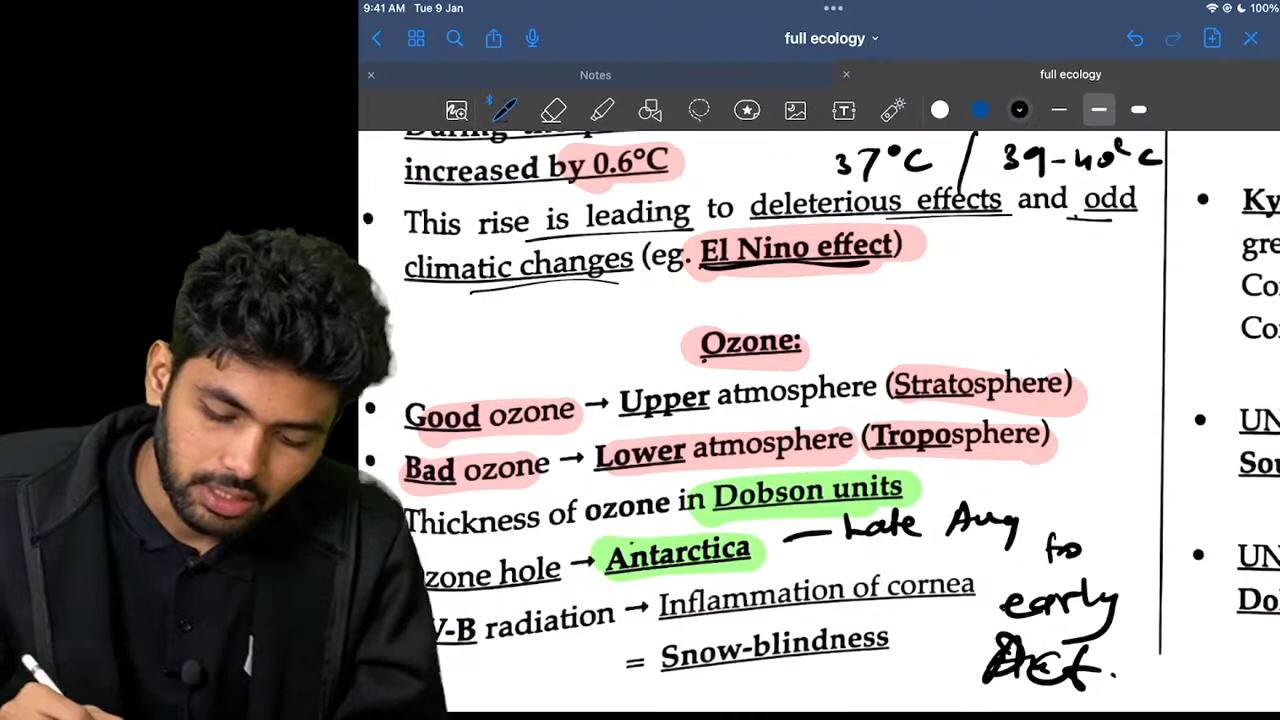 9:41 AM Tue 9 Jan
100%
full ecology
Notes
full ecology
increased by 0.6°C
37°C / 39-40°C
This rise is leading to deleterious effects and odd
climatic changes (eg. El Nino effect)
Ozone:
Good ozone → Upper atmosphere (Stratosphere)
Bad ozone → Lower atmosphere (Troposphere)
Thickness of ozone in Dobson units
zone hole → Antarctica — Late Aug
to
early
V-B radiation → Inflammation of cornea
= Snow-blindness
Ky
gre
Co
Co
UN
So
UN
Do